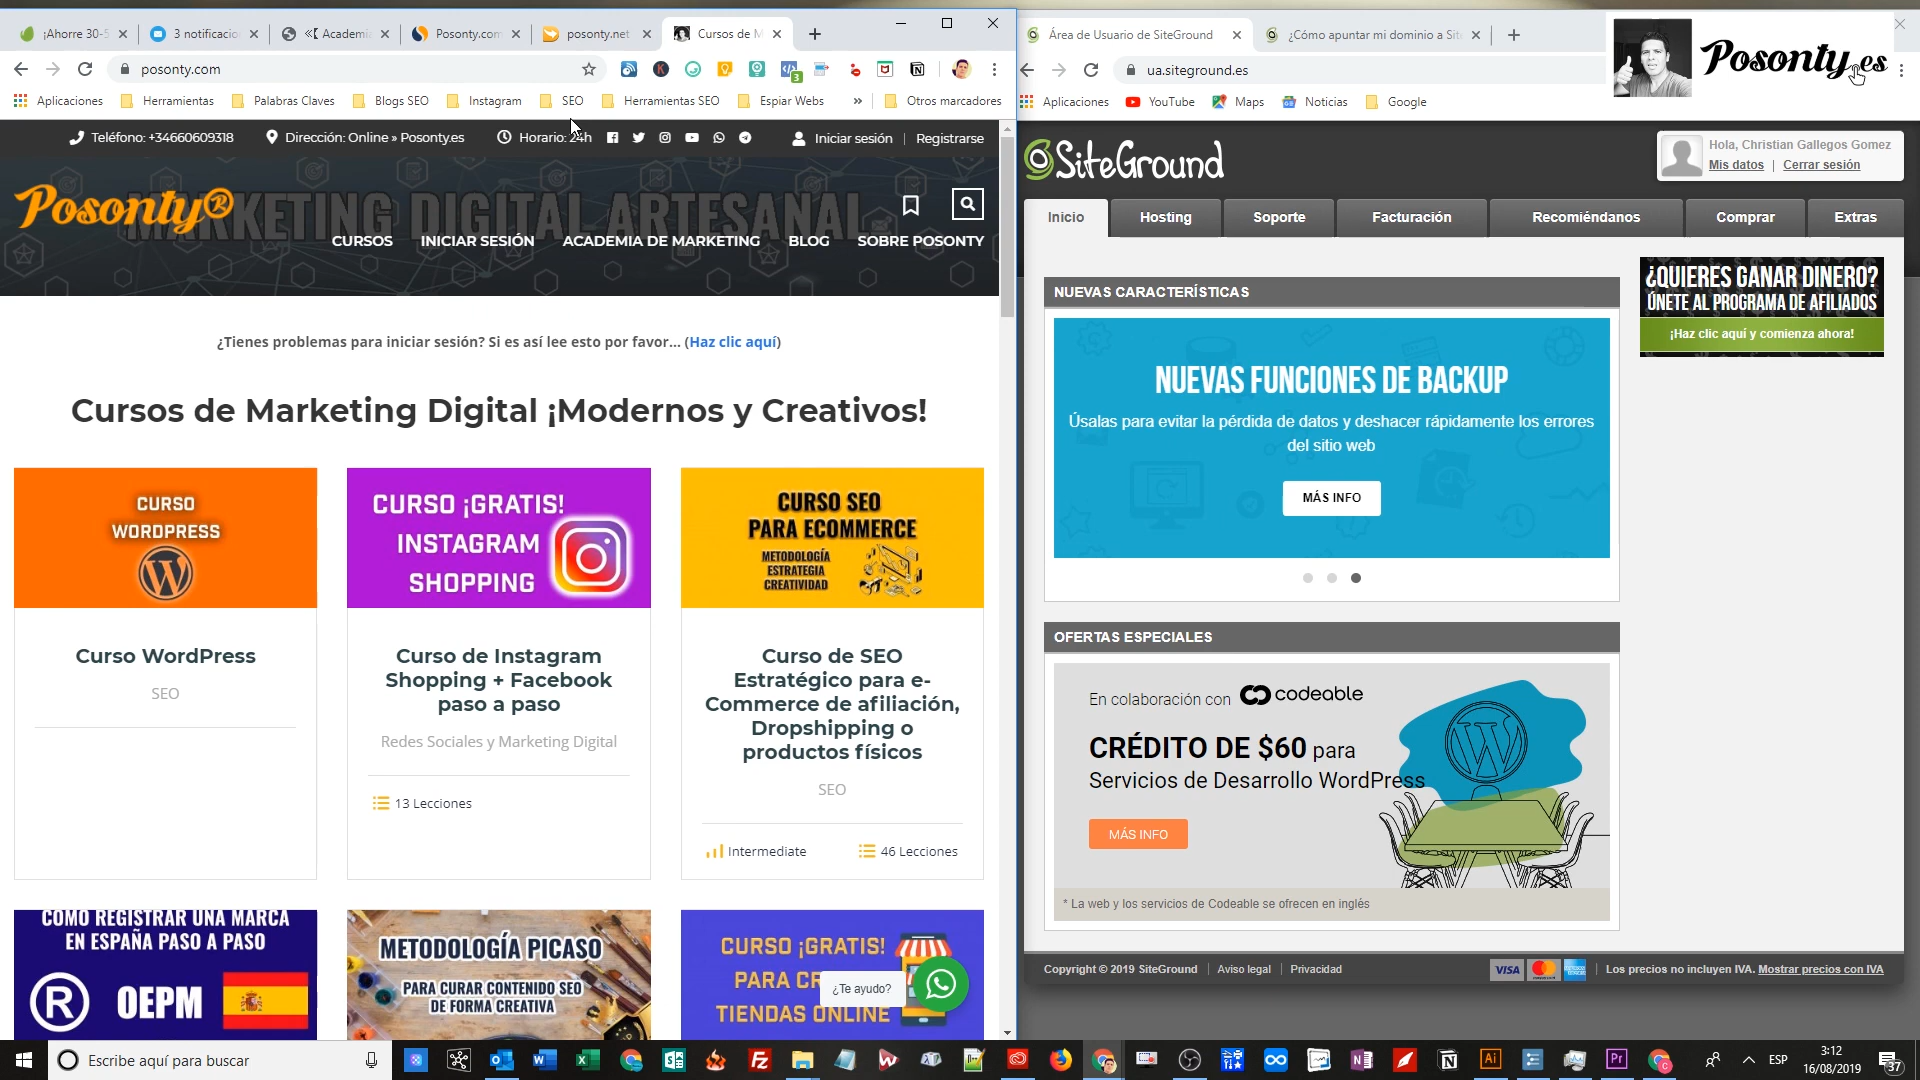 ¡Ahorre 30-5
3 notificacio
Academia
Posonty.com
posonty.net
Cursos de M
posonty.com
Aplicaciones
Herramientas
Palabras Claves
Blogs SEO
Instagram
SEO
Herramientas SEO
Espiar Webs
»
Otros marcadores
Teléfono: +34660609318
Dirección: Online » Posonty.es
Horario: 24h
Iniciar sesión
Registrarse
MARKETING DIGITAL ARTESANAL
Posonty®
CURSOS
INICIAR SESIÓN
ACADEMIA DE MARKETING
BLOG
SOBRE POSONTY
¿Tienes problemas para iniciar sesión? Si es así lee esto por favor... (Haz clic aquí)
Cursos de Marketing Digital ¡Modernos y Creativos!
CURSO
WORDPRESS
Curso WordPress
SEO
CURSO ¡GRATIS!
INSTAGRAM
SHOPPING
Curso de Instagram
Shopping + Facebook
paso a paso
Redes Sociales y Marketing Digital
13 Lecciones
CURSO SEO
PARA ECOMMERCE
METODOLOGÍA
ESTRATEGIA
CREATIVIDAD
Curso de SEO
Estratégico para e-
Commerce de afiliación,
Dropshipping o
productos físicos
SEO
Intermediate
46 Lecciones
COMO REGISTRAR UNA MARCA
EN ESPAÑA PASO A PASO
® OEPM
METODOLOGÍA PICASO
PARA CURAR CONTENIDO SEO
DE FORMA CREATIVA
CURSO ¡GRATIS!
PARA CR
TIENDAS ONLINE
¿Te ayudo?
Área de Usuario de SiteGround
¿Cómo apuntar mi dominio a Sit
ua.siteground.es
Aplicaciones
YouTube
Maps
Noticias
Google
Posonty.es
SiteGround
Hola, Christian Gallegos Gomez
Mis datos | Cerrar sesión
Inicio
Hosting
Soporte
Facturación
Recomiéndanos
Comprar
Extras
NUEVAS CARACTERÍSTICAS
NUEVAS FUNCIONES DE BACKUP
Úsalas para evitar la pérdida de datos y deshacer rápidamente los errores
del sitio web
MÁS INFO
¿QUIERES GANAR DINERO?
ÚNETE AL PROGRAMA DE AFILIADOS
¡Haz clic aquí y comienza ahora!
OFERTAS ESPECIALES
En colaboración con codeable
CRÉDITO DE $60 para
Servicios de Desarrollo WordPress
MÁS INFO
* La web y los servicios de Codeable se ofrecen en inglés
Copyright © 2019 SiteGround | Aviso legal | Privacidad
VISA
Los precios no incluyen IVA. Mostrar precios con IVA
Escribe aquí para buscar
ESP
3:12
16/08/2019
37